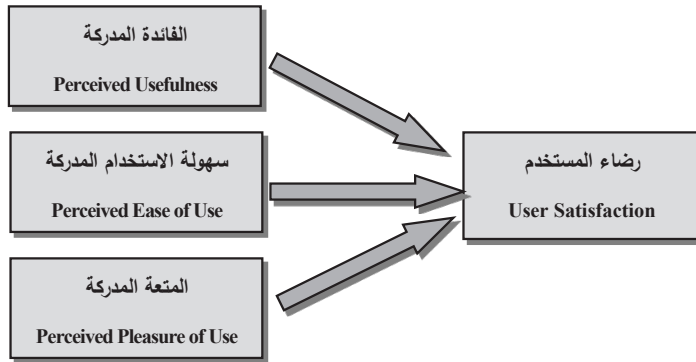 الفائدة المدركة
Perceived Usefulness
سهولة الاستخدام المدركة
Perceived Ease of Use
المتعة المدركة
Perceived Pleasure of Use
رضاء المستخدم
User Satisfaction